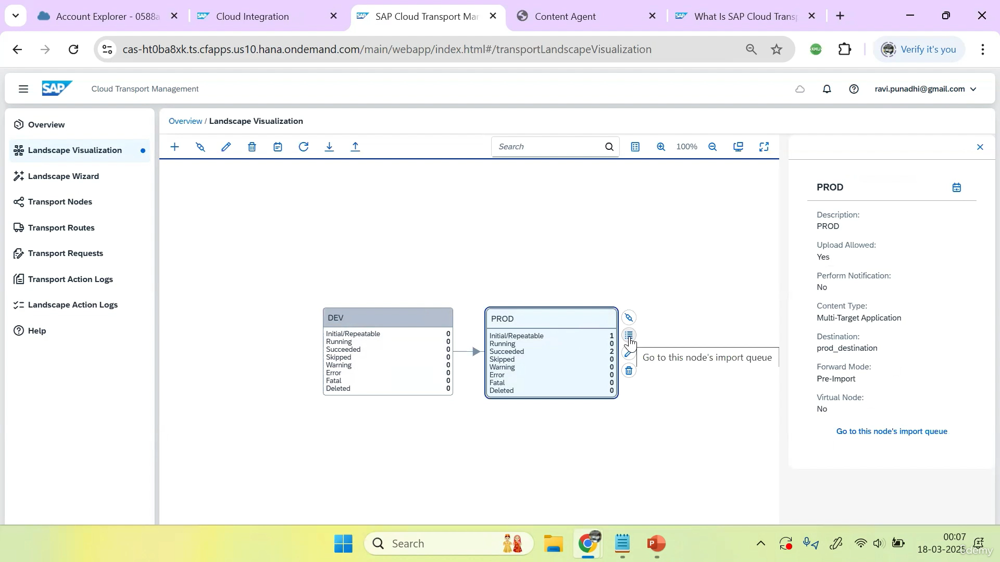 Account Explorer - 0588a
Cloud Integration
SAP Cloud Transport Mar
Content Agent
What Is SAP Cloud Trans
cas-ht0ba8xk.ts.cfapps.us10.hana.ondemand.com/main/webapp/index.html#/transportLandscapeVisualization
XML
Verify it's you
SAP
Cloud Transport Management
ravi.punadhi@gmail.com
Overview
Landscape Visualization
Landscape Wizard
Transport Nodes
Transport Routes
Transport Requests
Transport Action Logs
Landscape Action Logs
Help
Overview / Landscape Visualization
Search
100%
DEV
Initial/Repeatable 0
Running 0
Succeeded 0
Skipped 0
Warning 0
Error 0
Fatal 0
Deleted 0
PROD
Initial/Repeatable 1
Running 0
Succeeded 2
Skipped 0
Warning 0
Error 0
Fatal 0
Deleted 0
Go to this node's import queue
PROD
Description:
PROD
Upload Allowed:
Yes
Perform Notification:
No
Content Type:
Multi-Target Application
Destination:
prod_destination
Forward Mode:
Pre-Import
Virtual Node:
No
Go to this node's import queue
Search
00:07
18-03-2025
udemy